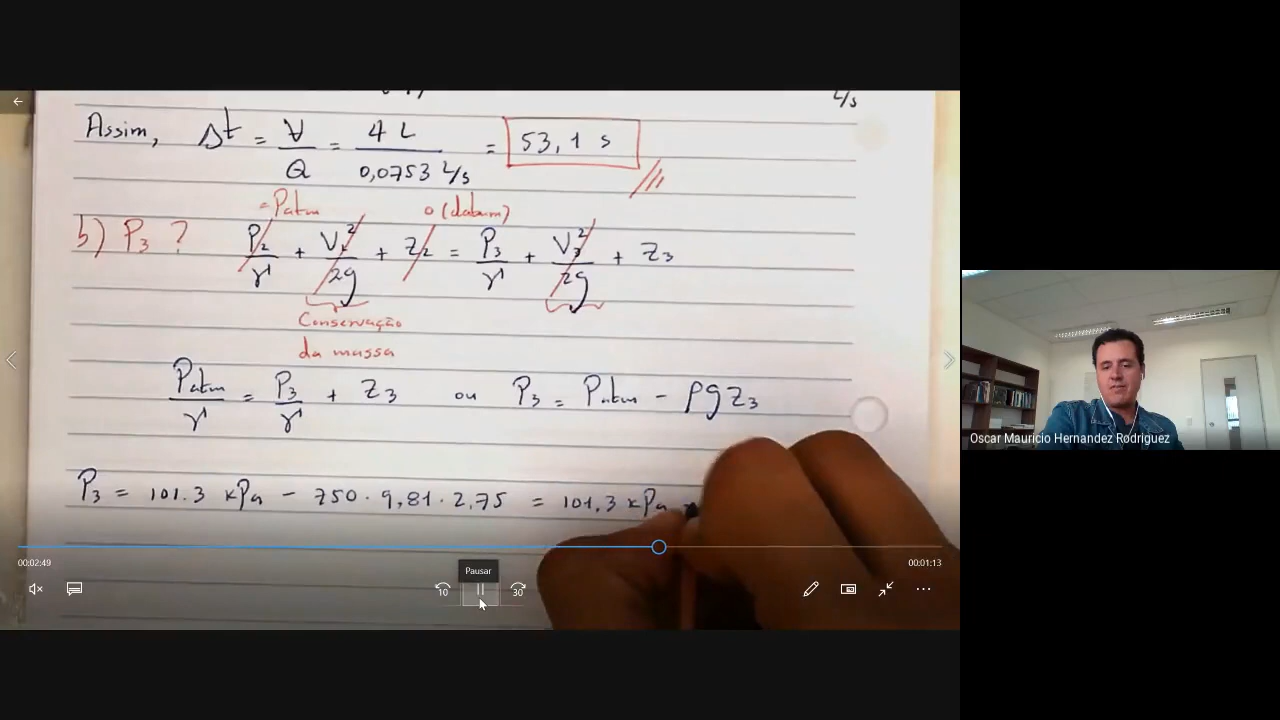 L/s
Assim, Δt = V/Q = 4 L / 0,0753 L/s = 53,1 s
= Patm
0 (datum)
b) P3 ? P2/γ + V2²/2g + Z2 = P3/γ + V3²/2g + Z3
Conservação
da massa
Patm/γ = P3/γ + Z3 ou P3 = Patm - ρgZ3
P3 = 101.3 kPa - 750 · 9,81 · 2,75 = 101,3 kPa
00:02:49
Pausar
00:01:13
10
30
Oscar Mauricio Hernandez Rodriguez